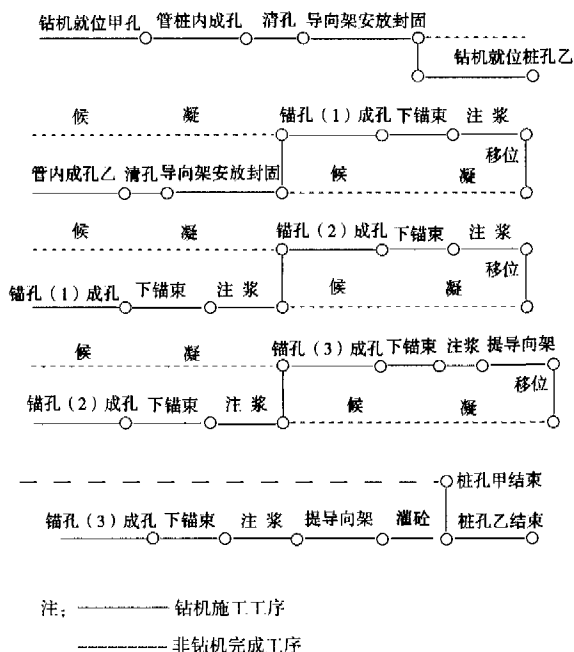 钻机就位甲孔 管桩内成孔 清孔 导向架安放封固
钻机就位桩孔乙
候 凝 锚孔(1)成孔 下锚束 注浆
移位
管内成孔乙 清孔 导向架安放封固 候 凝
候 凝 锚孔(2)成孔 下锚束 注浆
移位
锚孔(1)成孔 下锚束 注浆 候 凝
候 凝 锚孔(3)成孔 下锚束 注浆 提导向架
移位
锚孔(2)成孔 下锚束 注浆 候 凝
桩孔甲结束
锚孔(3)成孔 下锚束 注浆 提导向架 灌砼 桩孔乙结束
注: 钻机施工工序
非钻机完成工序